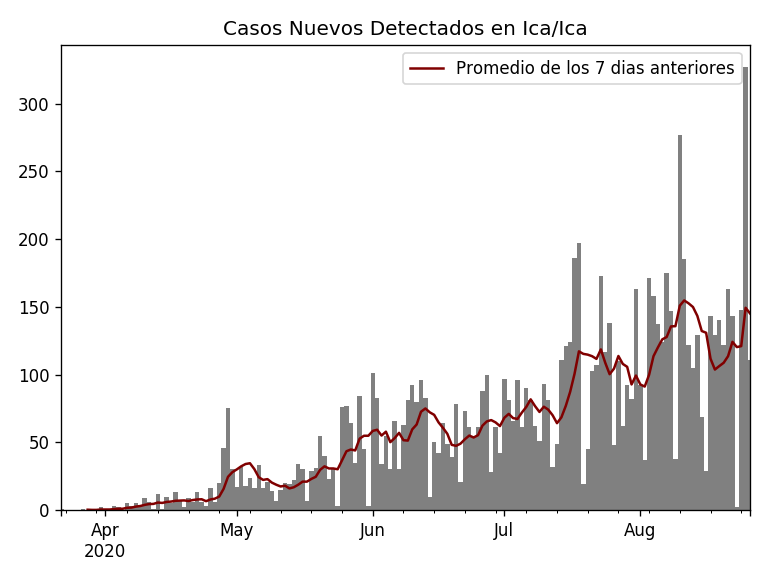 Casos Nuevos Detectados en Ica/Ica
Promedio de los 7 dias anteriores
300
250
200
150
100
50
0
Apr
2020
May
Jun
Jul
Aug